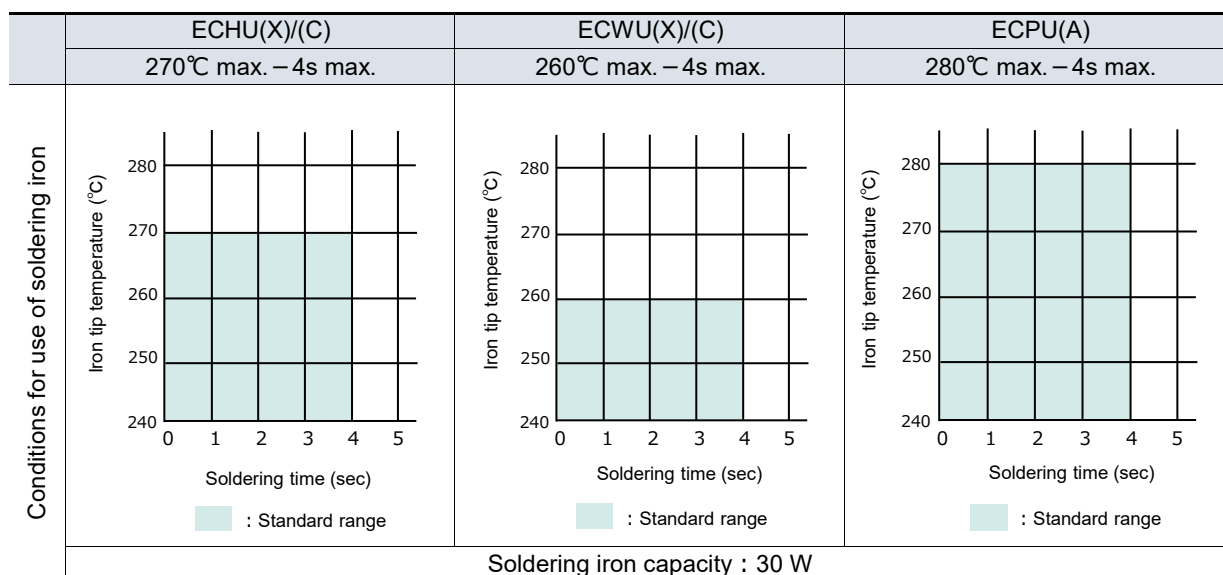 ECHU(X)/(C) ECWU(X)/(C) ECPU(A)
270℃ max.－4s max. 260℃ max.－4s max. 280℃ max.－4s max.
Conditions for use of soldering iron
Iron tip temperature (℃)
280
270
260
250
240
0 1 2 3 4 5
Soldering time (sec)
: Standard range
Iron tip temperature (℃)
280
270
260
250
240
0 1 2 3 4 5
Soldering time (sec)
: Standard range
Iron tip temperature (℃)
280
270
260
250
240
0 1 2 3 4 5
Soldering time (sec)
: Standard range
Soldering iron capacity : 30 W